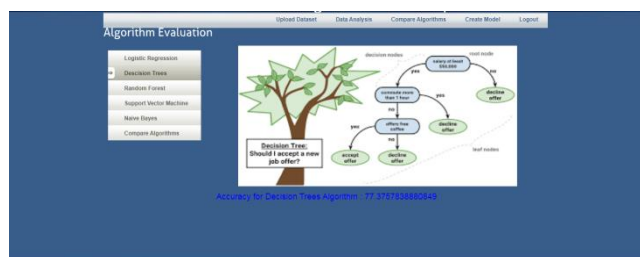 Upload Dataset Data Analysis Compare Algorithms Create Model Logout
Algorithm Evaluation
Logistic Regression
Descision Trees
Random Forest
Support Vector Machine
Naive Bayes
Compare Algorithms
decision nodes
root node
salary at least
$50,000
yes
no
commute more
than 1 hour
decline
offer
yes
no
offers free
coffee
decline
offer
yes
no
accept
offer
decline
offer
leaf nodes
Decision Tree:
Should I accept a new
job offer?
Accuracy for Decision Trees Algorithm : 77.3757636860849